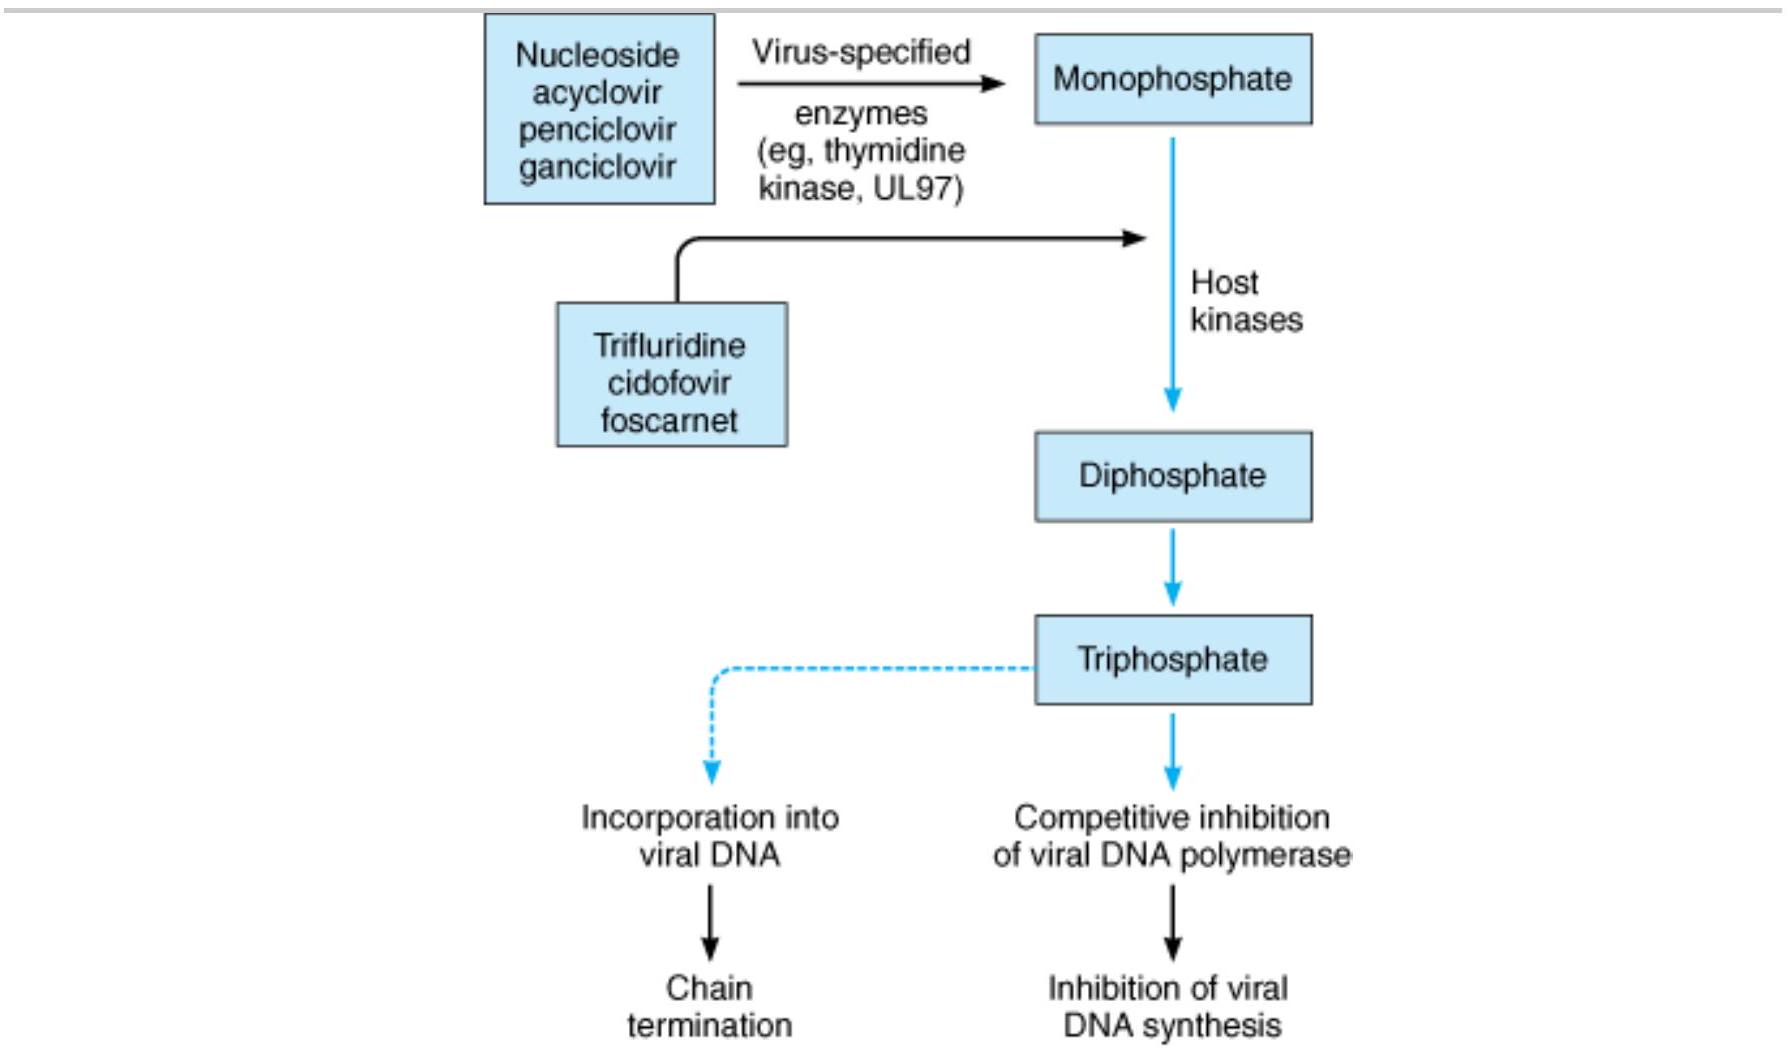 Nucleoside
acyclovir
penciclovir
ganciclovir
Virus-specified
enzymes
(eg, thymidine
kinase, UL97)
Monophosphate
Host
kinases
Trifluridine
cidofovir
foscarnet
Diphosphate
Triphosphate
Incorporation into
viral DNA
Competitive inhibition
of viral DNA polymerase
Chain
termination
Inhibition of viral
DNA synthesis